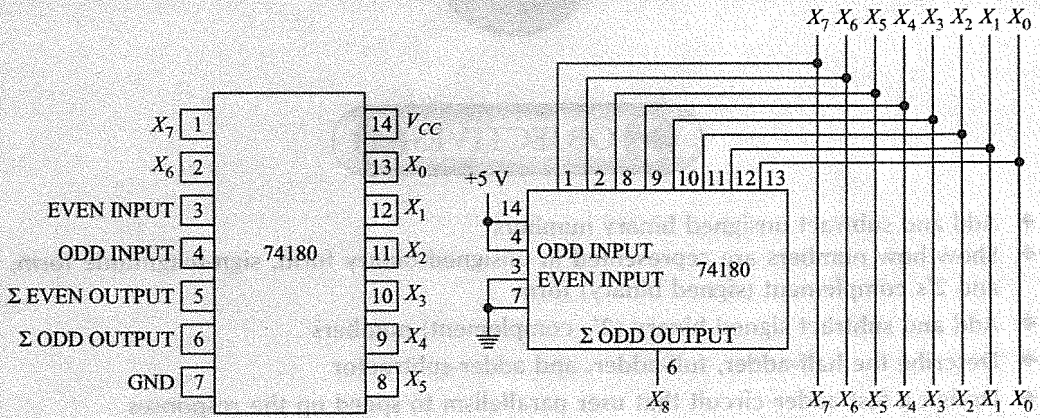 X₇ X₆ X₅ X₄ X₃ X₂ X₁ X₀
X₇ 1
X₆ 2
EVEN INPUT 3
ODD INPUT 4
Σ EVEN OUTPUT 5
Σ ODD OUTPUT 6
GND 7
74180
14 V_CC
13 X₀
12 X₁
11 X₂
10 X₃
9 X₄
8 X₅
1 2 8 9 10 11 12 13
+5 V
14
4 ODD INPUT
3 EVEN INPUT
74180
7
Σ ODD OUTPUT
6
X₈
X₇ X₆ X₅ X₄ X₃ X₂ X₁ X₀